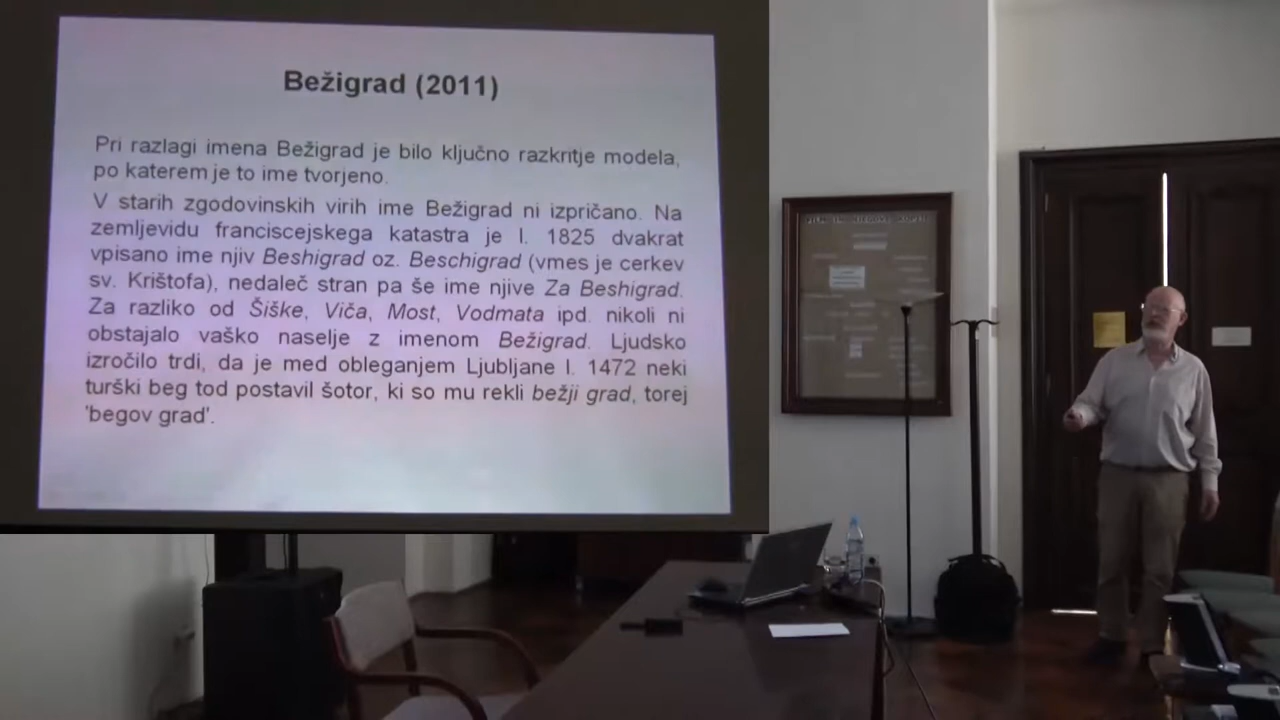 Bežigrad (2011)
Pri razlagi imena Bežigrad je bilo ključno razkritje modela,
po katerem je to ime tvorjeno.
V starih zgodovinskih virih ime Bežigrad ni izpričano. Na
zemljevidu franciscejskega katastra je l. 1825 dvakrat
vpisano ime njiv Beshigrad oz. Beschigrad (vmes je cerkev
sv. Krištofa), nedaleč stran pa še ime njive Za Beshigrad.
Za razliko od Šiške, Viča, Most, Vodmata ipd. nikoli ni
obstajalo vaško naselje z imenom Bežigrad. Ljudsko
izročilo trdi, da je med obleganjem Ljubljane l. 1472 neki
turški beg tod postavil šotor, ki so mu rekli bežji grad, torej
'begov grad'.